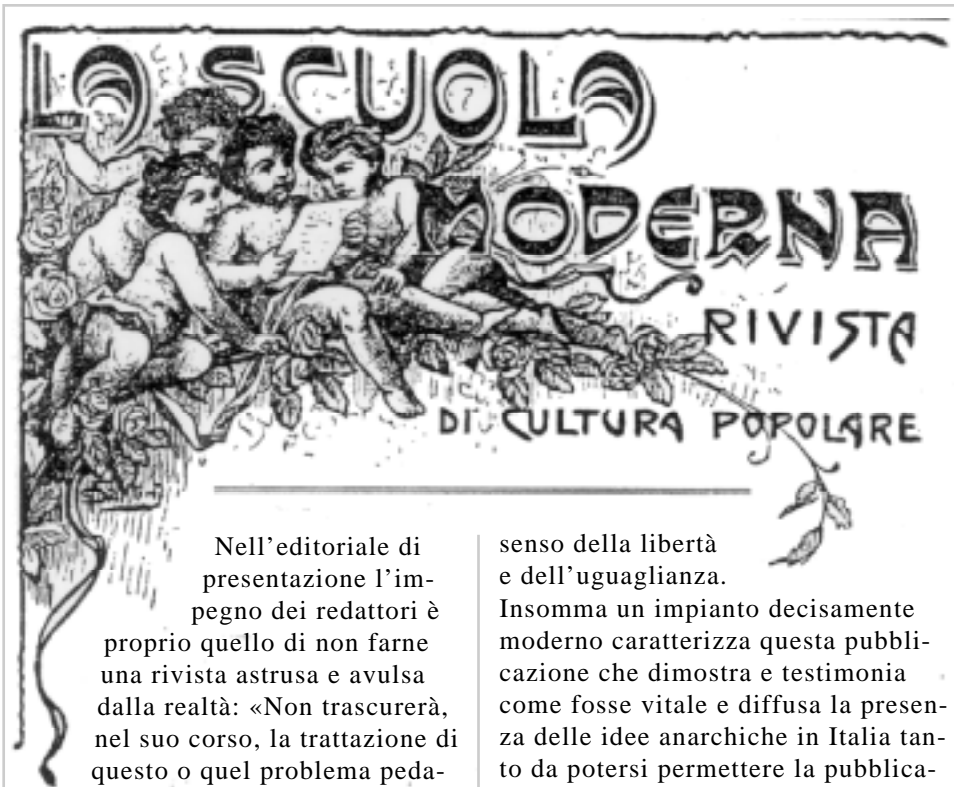 LA SCUOLA
MODERNA
RIVISTA
DI CULTURA POPOLARE
Nell’editoriale di
presentazione l’im-
pegno dei redattori è
proprio quello di non farne
una rivista astrusa e avulsa
dalla realtà: «Non trascurerà,
nel suo corso, la trattazione di
questo o quel problema peda-
senso della libertà
e dell’uguaglianza.
Insomma un impianto decisamente
moderno caratterizza questa pubbli-
cazione che dimostra e testimonia
come fosse vitale e diffusa la presen-
za delle idee anarchiche in Italia tan-
to da potersi permettere la pubblica-